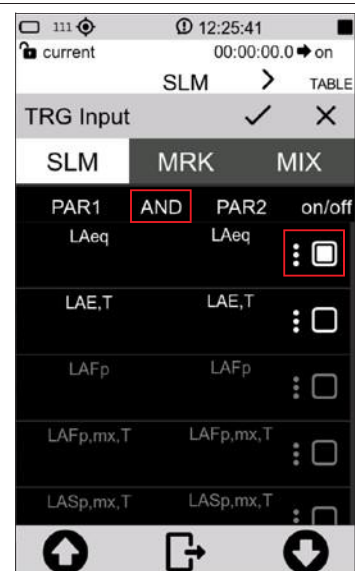 111 12:25:41
current 00:00:00.0 on
SLM > TABLE
TRG Input
SLM MRK MIX
PAR1 AND PAR2 on/off
LAeq LAeq
LAE,T LAE,T
LAFp LAFp
LAFp,mx,T LAFp,mx,T
LASp,mx,T LASp,mx,T